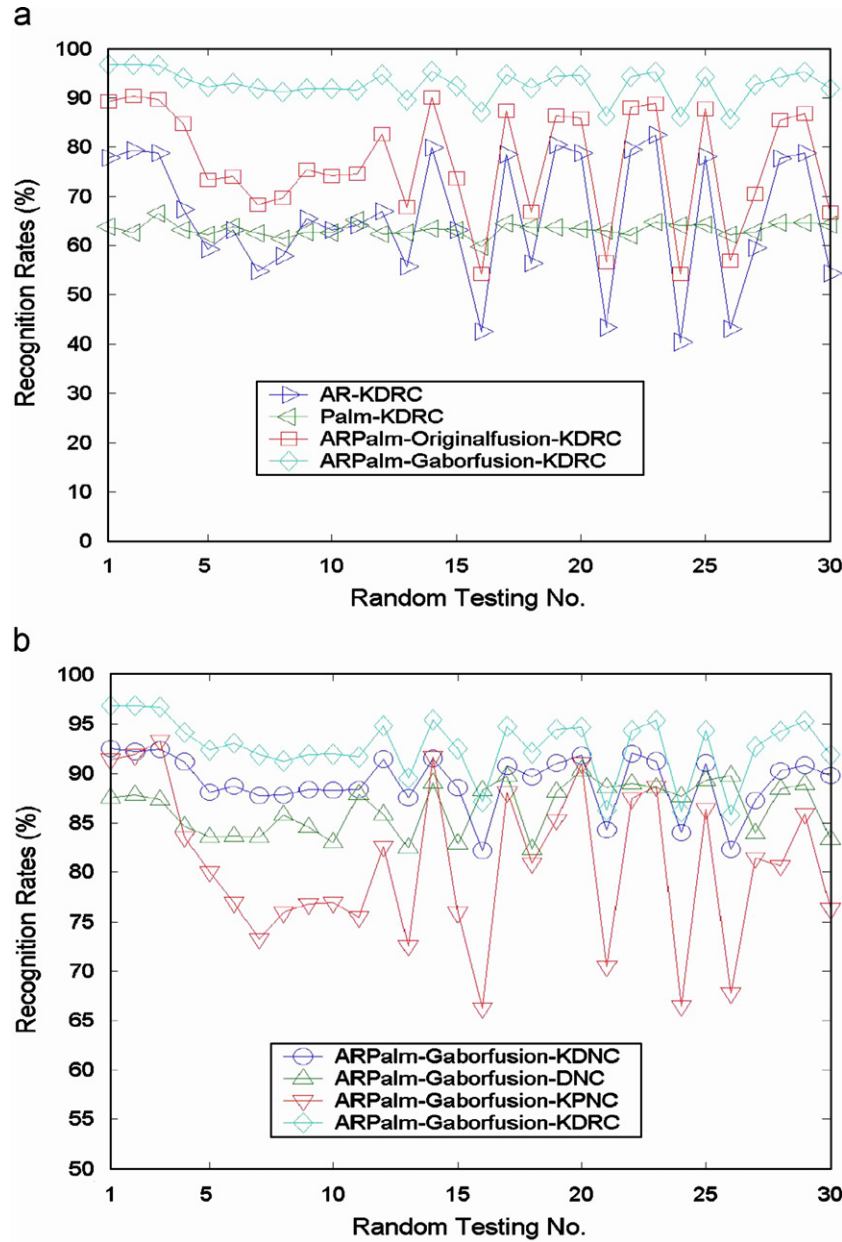 a
100
90
80
70
60
50
40
30
20
10
0
Recognition Rates (%)
AR-KDRC
Palm-KDRC
ARPalm-Originalfusion-KDRC
ARPalm-Gaborfusion-KDRC
1 5 10 15 20 25 30
Random Testing No.
b
100
95
90
85
80
75
70
65
60
55
50
Recognition Rates (%)
ARPalm-Gaborfusion-KDNC
ARPalm-Gaborfusion-DNC
ARPalm-Gaborfusion-KPNC
ARPalm-Gaborfusion-KDRC
1 5 10 15 20 25 30
Random Testing No.